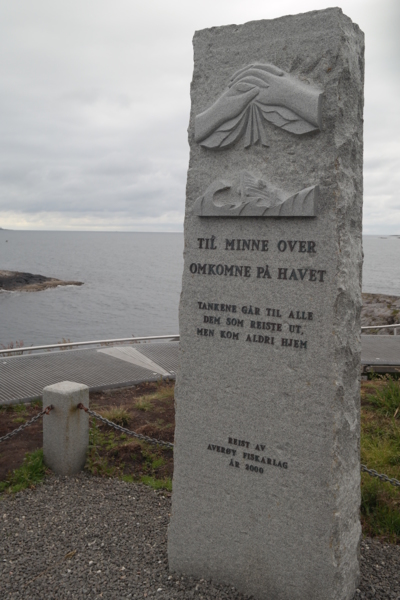 TIL MINNE OVER
OMKOMNE PÅ HAVET
TANKENE GÅR TIL ALLE
DEM SOM REISTE UT,
MEN KOM ALDRI HJEM
REIST AV
AVERØY FISKARLAG
ÅR 2000